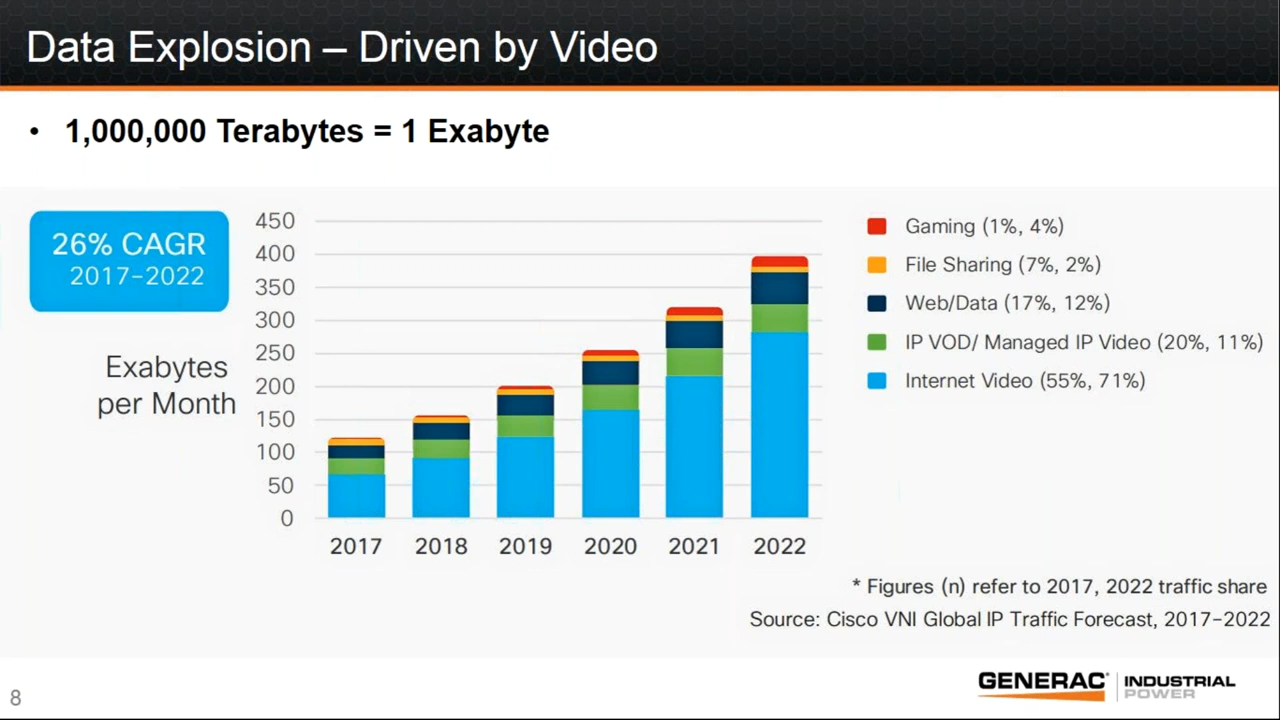 Data Explosion – Driven by Video
• 1,000,000 Terabytes = 1 Exabyte
26% CAGR
2017–2022
Exabytes
per Month
450
400
350
300
250
200
150
100
50
0
2017 2018 2019 2020 2021 2022
Gaming (1%, 4%)
File Sharing (7%, 2%)
Web/Data (17%, 12%)
IP VOD/ Managed IP Video (20%, 11%)
Internet Video (55%, 71%)
* Figures (n) refer to 2017, 2022 traffic share
Source: Cisco VNI Global IP Traffic Forecast, 2017–2022
8
GENERAC® INDUSTRIAL
POWER